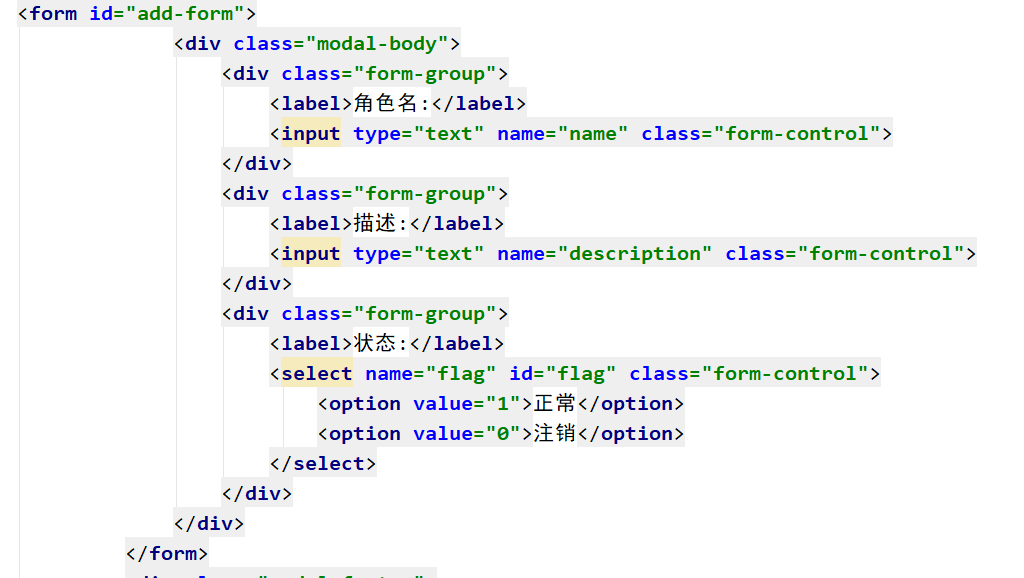 <form id="add-form">
<div class="modal-body">
<div class="form-group">
<label>角色名:</label>
<input type="text" name="name" class="form-control">
</div>
<div class="form-group">
<label>描述:</label>
<input type="text" name="description" class="form-control">
</div>
<div class="form-group">
<label>状态:</label>
<select name="flag" id="flag" class="form-control">
<option value="1">正常</option>
<option value="0">注销</option>
</select>
</div>
</div>
</form>